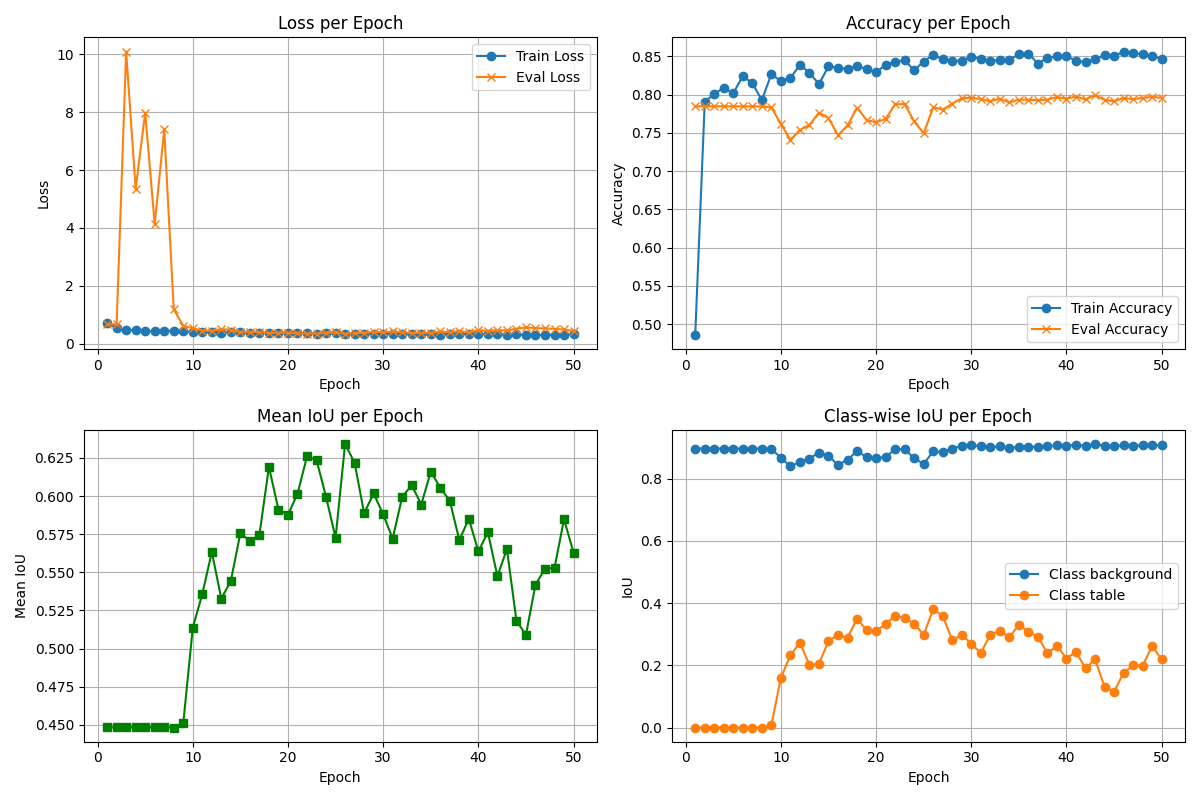 Loss per Epoch
Train Loss
Eval Loss
10
8
6
4
2
0
Loss
0 10 20 30 40 50
Epoch
Accuracy per Epoch
0.85
0.80
0.75
0.70
0.65
0.60
0.55
0.50
Accuracy
Train Accuracy
Eval Accuracy
0 10 20 30 40 50
Epoch
Mean IoU per Epoch
0.625
0.600
0.575
0.550
0.525
0.500
0.475
0.450
Mean IoU
0 10 20 30 40 50
Epoch
Class-wise IoU per Epoch
0.8
0.6
0.4
0.2
0.0
IoU
Class background
Class table
0 10 20 30 40 50
Epoch